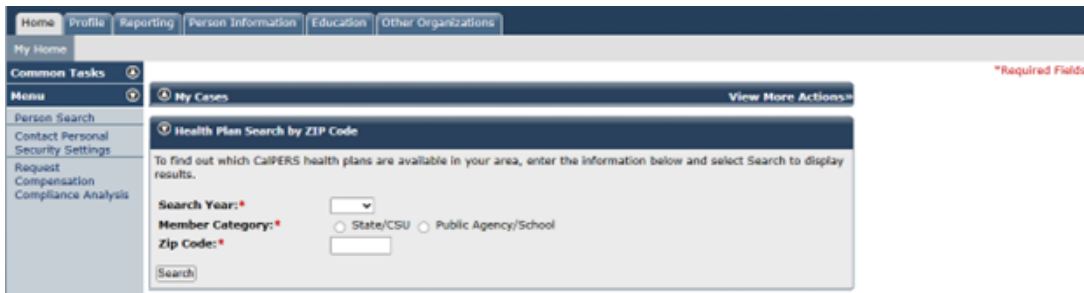 Home Profile Reporting Person Information Education Other Organizations
My Home
Common Tasks
*Required Fields
Menu
My Cases View More Actions»
Person Search
Contact Personal
Security Settings
Request
Compensation
Compliance Analysis
Health Plan Search by ZIP Code
To find out which CalPERS health plans are available in your area, enter the information below and select Search to display
results.
Search Year:*
Member Category:* State/CSU Public Agency/School
Zip Code:*
Search